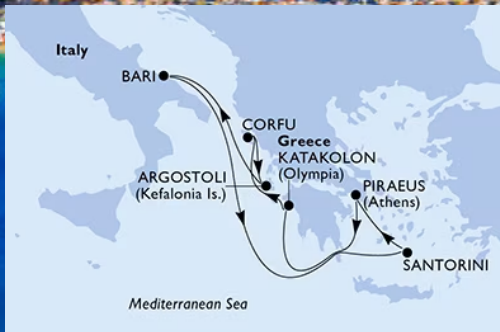 Italy
BARI
CORFU
Greece
KATAKOLON
(Olympia)
ARGOSTOLI
(Kefalonia Is.)
PIRAEUS
(Athens)
SANTORINI
Mediterranean Sea